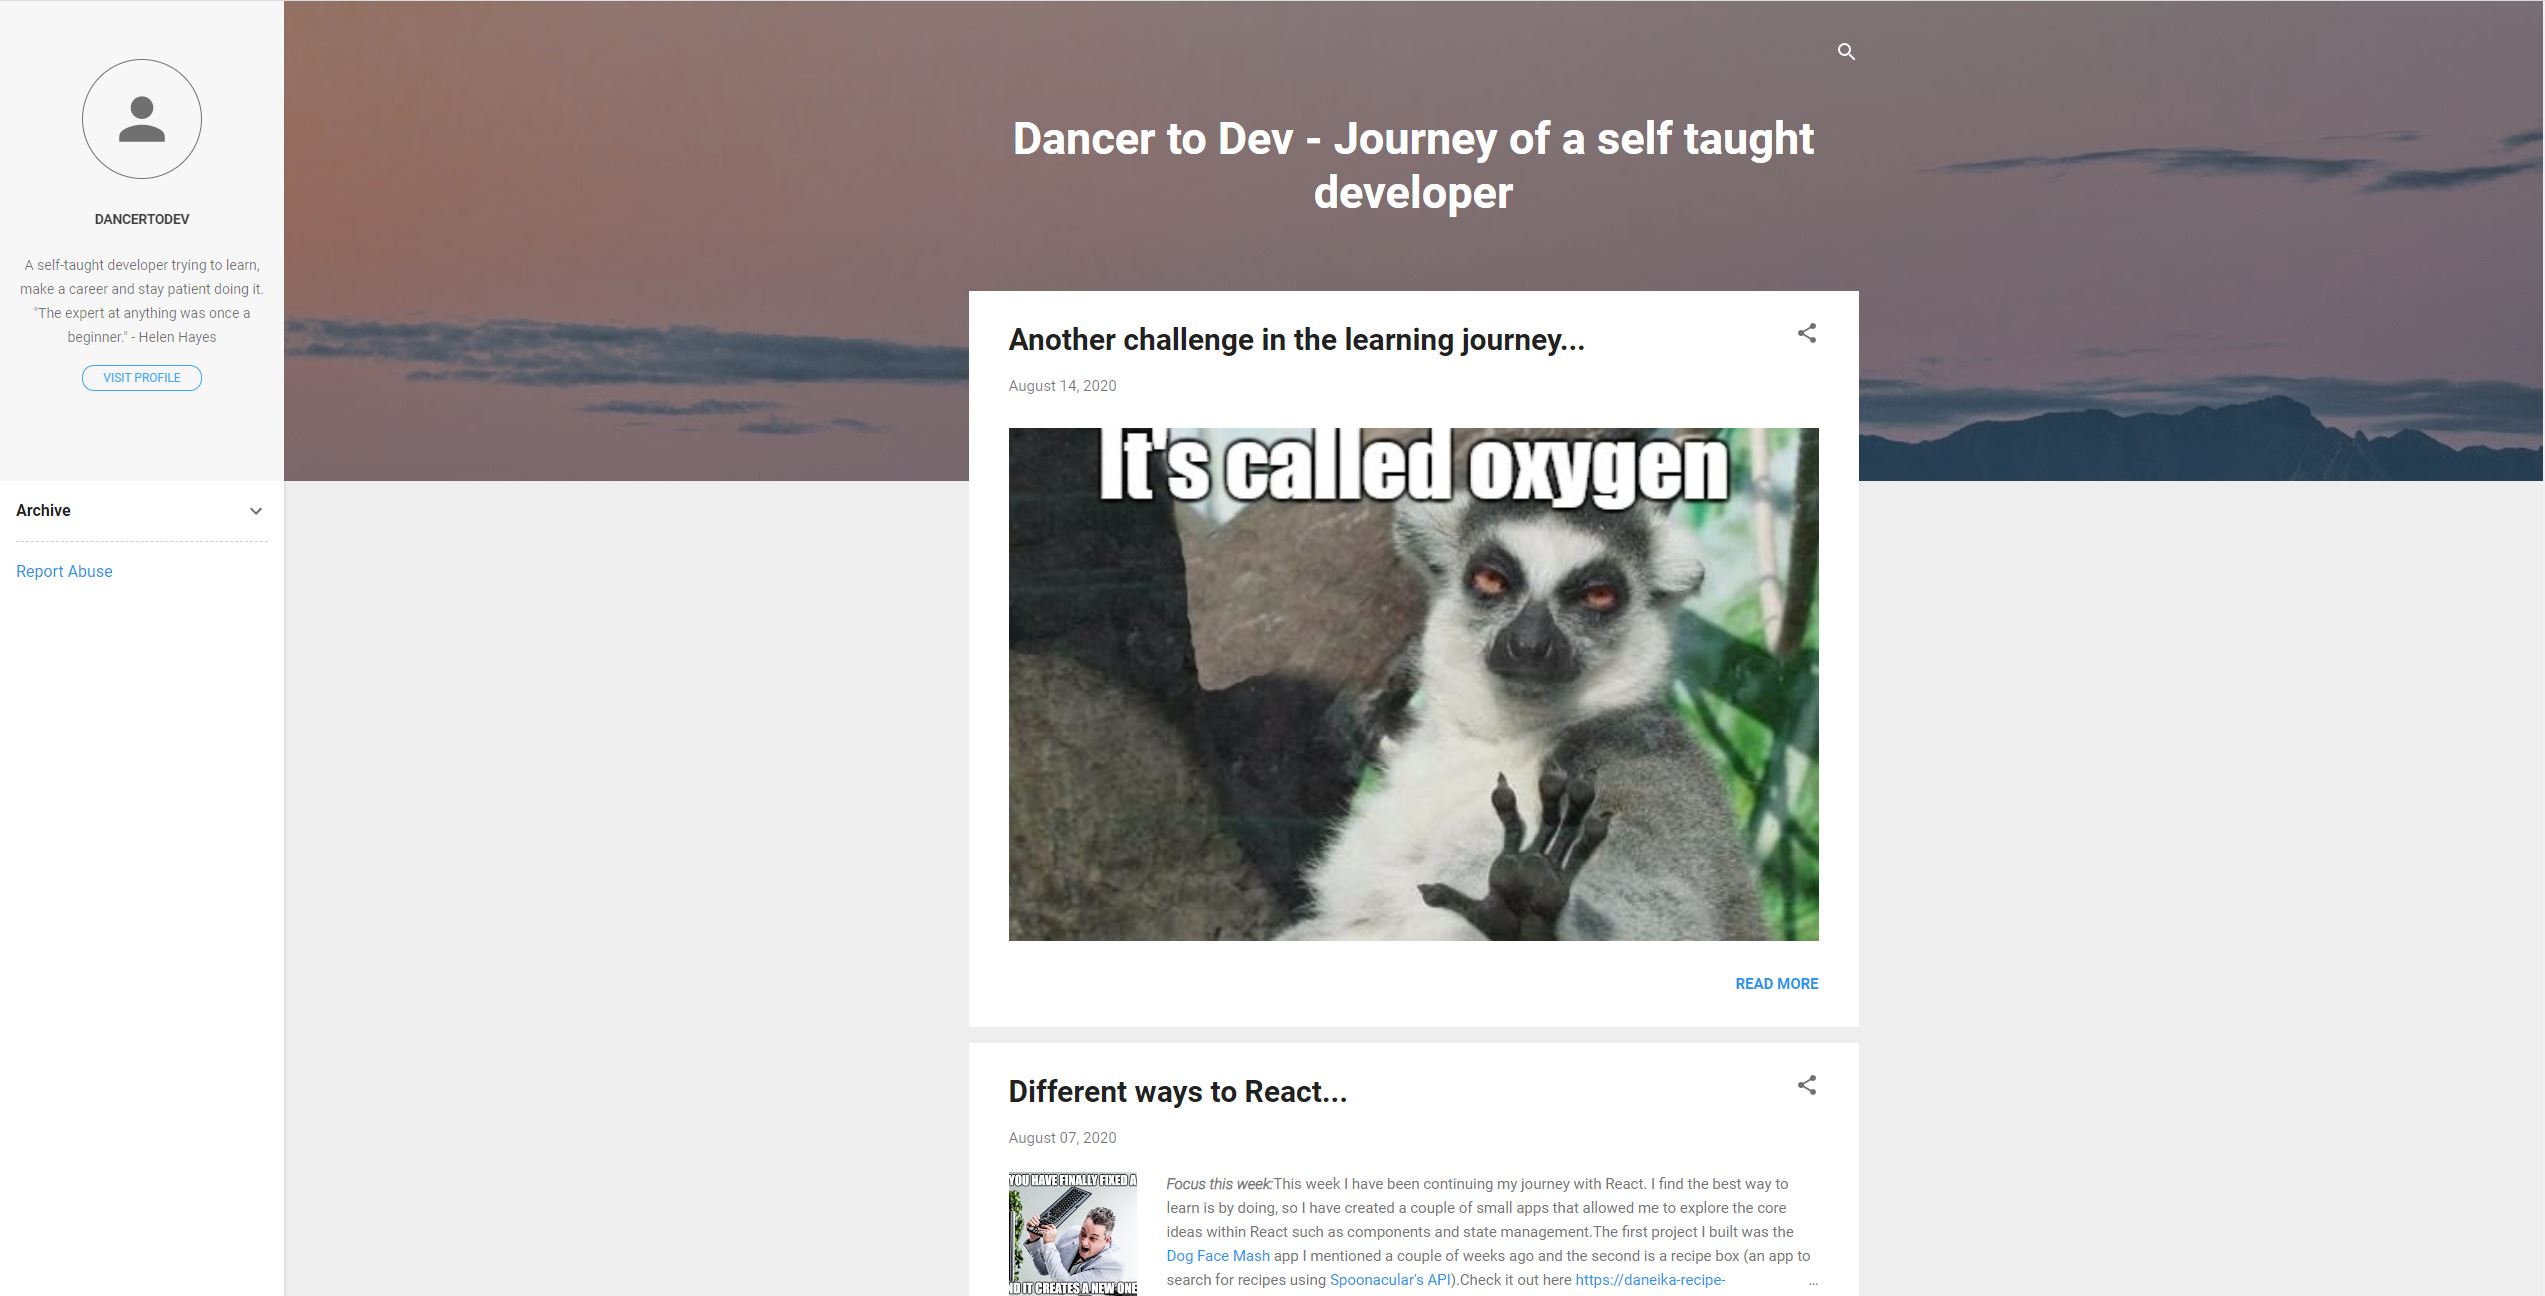 DANCERTODEV
A self-taught developer trying to learn,
make a career and stay patient doing it.
"The expert at anything was once a
beginner." - Helen Hayes
VISIT PROFILE
Archive
Report Abuse
Dancer to Dev - Journey of a self taught
developer
Another challenge in the learning journey...
August 14, 2020
It's called oxygen
READ MORE
Different ways to React...
August 07, 2020
YOU HAVE FINALLY FIXED A
IT CREATES A NEW ONE
Focus this week:This week I have been continuing my journey with React. I find the best way to
learn is by doing, so I have created a couple of small apps that allowed me to explore the core
ideas within React such as components and state management.The first project I built was the
Dog Face Mash app I mentioned a couple of weeks ago and the second is a recipe box (an app to
search for recipes using Spoonacular's API).Check it out here https://daneika-recipe- ...